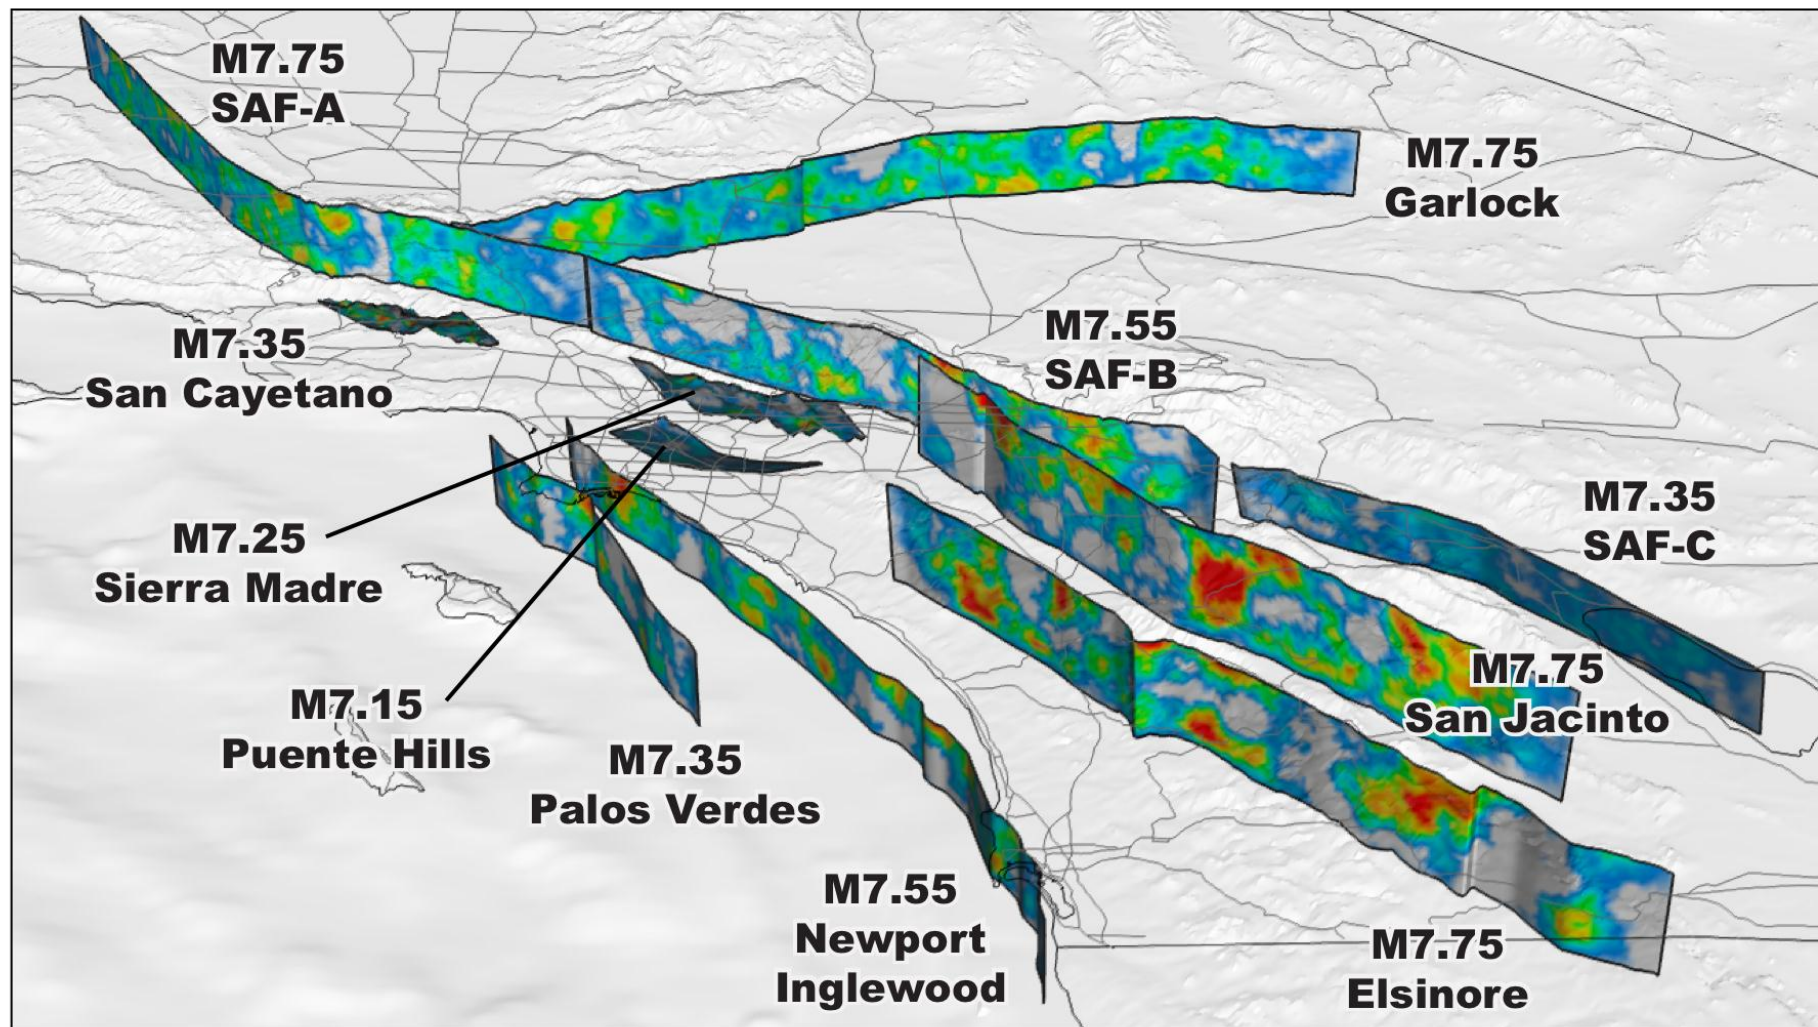 M7.75
SAF-A
M7.75
Garlock
M7.35
San Cayetano
M7.55
SAF-B
M7.25
Sierra Madre
M7.35
SAF-C
M7.15
Puente Hills
M7.35
Palos Verdes
M7.75
San Jacinto
M7.55
Newport
Inglewood
M7.75
Elsinore